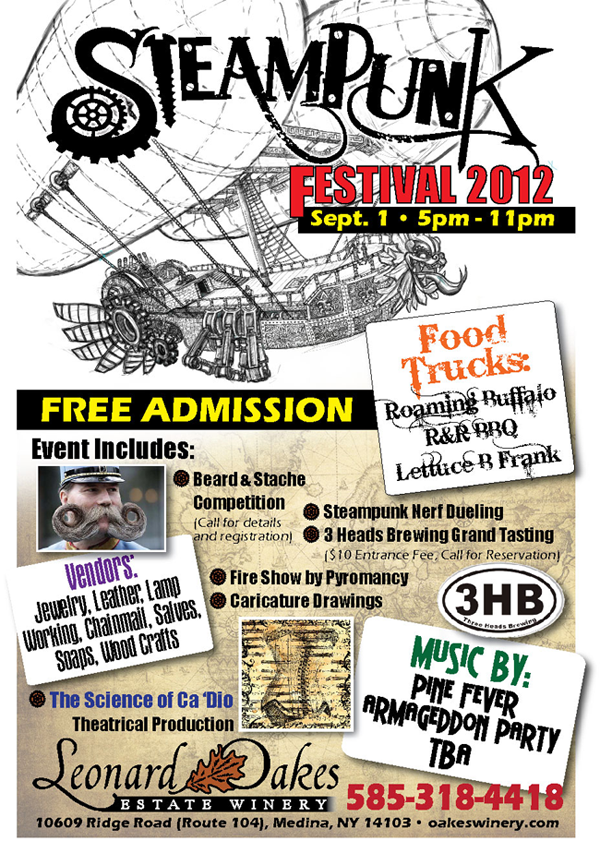 STEAMPUNK
FESTIVAL 2012
Sept. 1 • 5pm - 11pm
Food
Trucks:
Roaming Buffalo
R&R BBQ
Lettuce B Frank
FREE ADMISSION
Event Includes:
Beard & Stache
Competition
(Call for details
and registration)
Steampunk Nerf Dueling
3 Heads Brewing Grand Tasting
($10 Entrance Fee, Call for Reservation)
Fire Show by Pyromancy
Caricature Drawings
Vendors:
Jewelry, Leather, Lamp
Working, Chainmail, Salves,
Soaps, Wood Crafts
3HB
Three Heads Brewing
MUSIC BY:
PINE FEVER
ARMAGEDDON PARTY
TBA
The Science of Ca 'Dio
Theatrical Production
Leonard Oakes
ESTATE WINERY
585-318-4418
10609 Ridge Road (Route 104), Medina, NY 14103 • oakeswinery.com